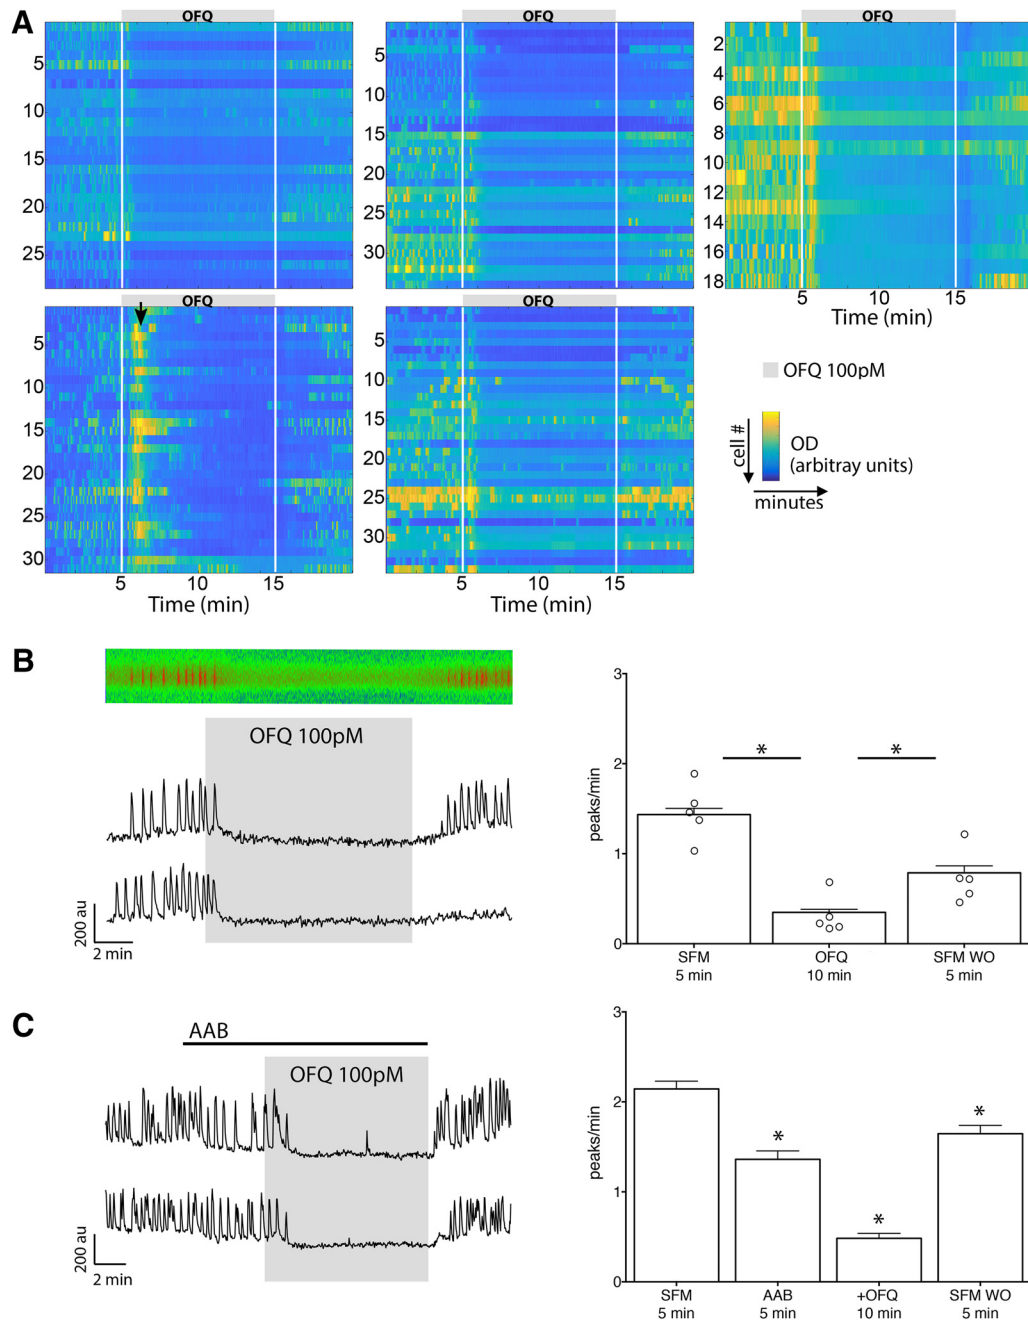 A
OFQ
OFQ
OFQ
5
10
15
20
25
5
10
15
20
25
30
2
4
6
8
10
12
14
16
18
5
15
Time (min)
OFQ
OFQ
5
10
15
20
25
30
5
10
15
Time (min)
5
10
15
20
25
30
5
10
15
Time (min)
OFQ 100pM
cell #
OD
(arbitray units)
minutes
B
OFQ 100pM
200 au
2 min
peaks/min
3
2
1
0
*
*
SFM
5 min
OFQ
10 min
SFM WO
5 min
C
AAB
OFQ 100pM
200 au
2 min
peaks/min
3
2
1
0
*
*
*
SFM
5 min
AAB
5 min
+OFQ
10 min
SFM WO
5 min